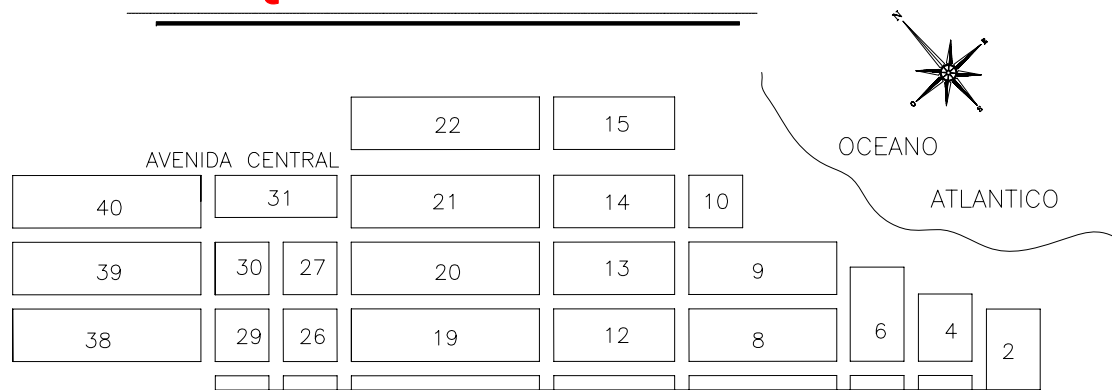 N
E
O
S
22 15
OCEANO
AVENIDA CENTRAL
ATLANTICO
40 31 21 14 10
39 30 27 20 13 9
38 29 26 19 12 8 6 4 2